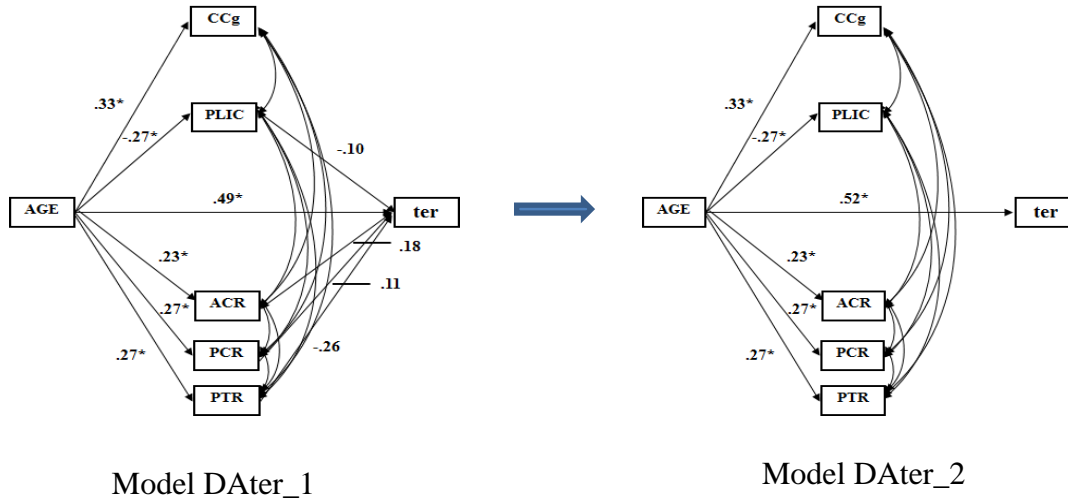 CCg
.33*
PLIC
-.27*
-.10
AGE
.49*
ter
.18
.23*
.11
ACR
.27*
PCR
-.26
.27*
PTR
Model DAter_1
CCg
.33*
PLIC
-.27*
AGE
.52*
ter
.23*
ACR
.27*
PCR
.27*
PTR
Model DAter_2